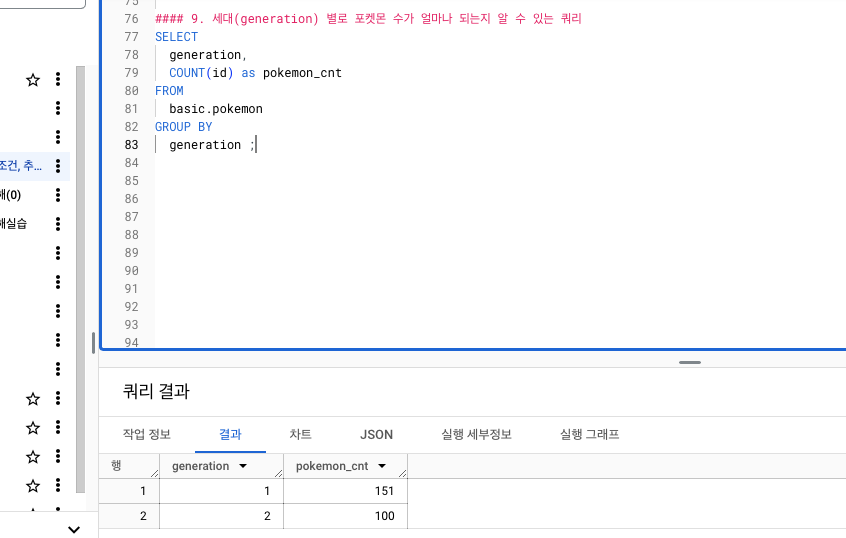 75
76 #### 9. 세대(generation) 별로 포켓몬 수가 얼마나 되는지 알 수 있는 쿼리
77 SELECT
78 generation,
79 COUNT(id) as pokemon_cnt
80 FROM
81 basic.pokemon
82 GROUP BY
83 generation ;
84
85
86
87
88
89
90
91
92
93
94
조건, 추...
해(0)
해실습
쿼리 결과
작업 정보 결과 차트 JSON 실행 세부정보 실행 그래프
행 generation pokemon_cnt
1 1 151
2 2 100